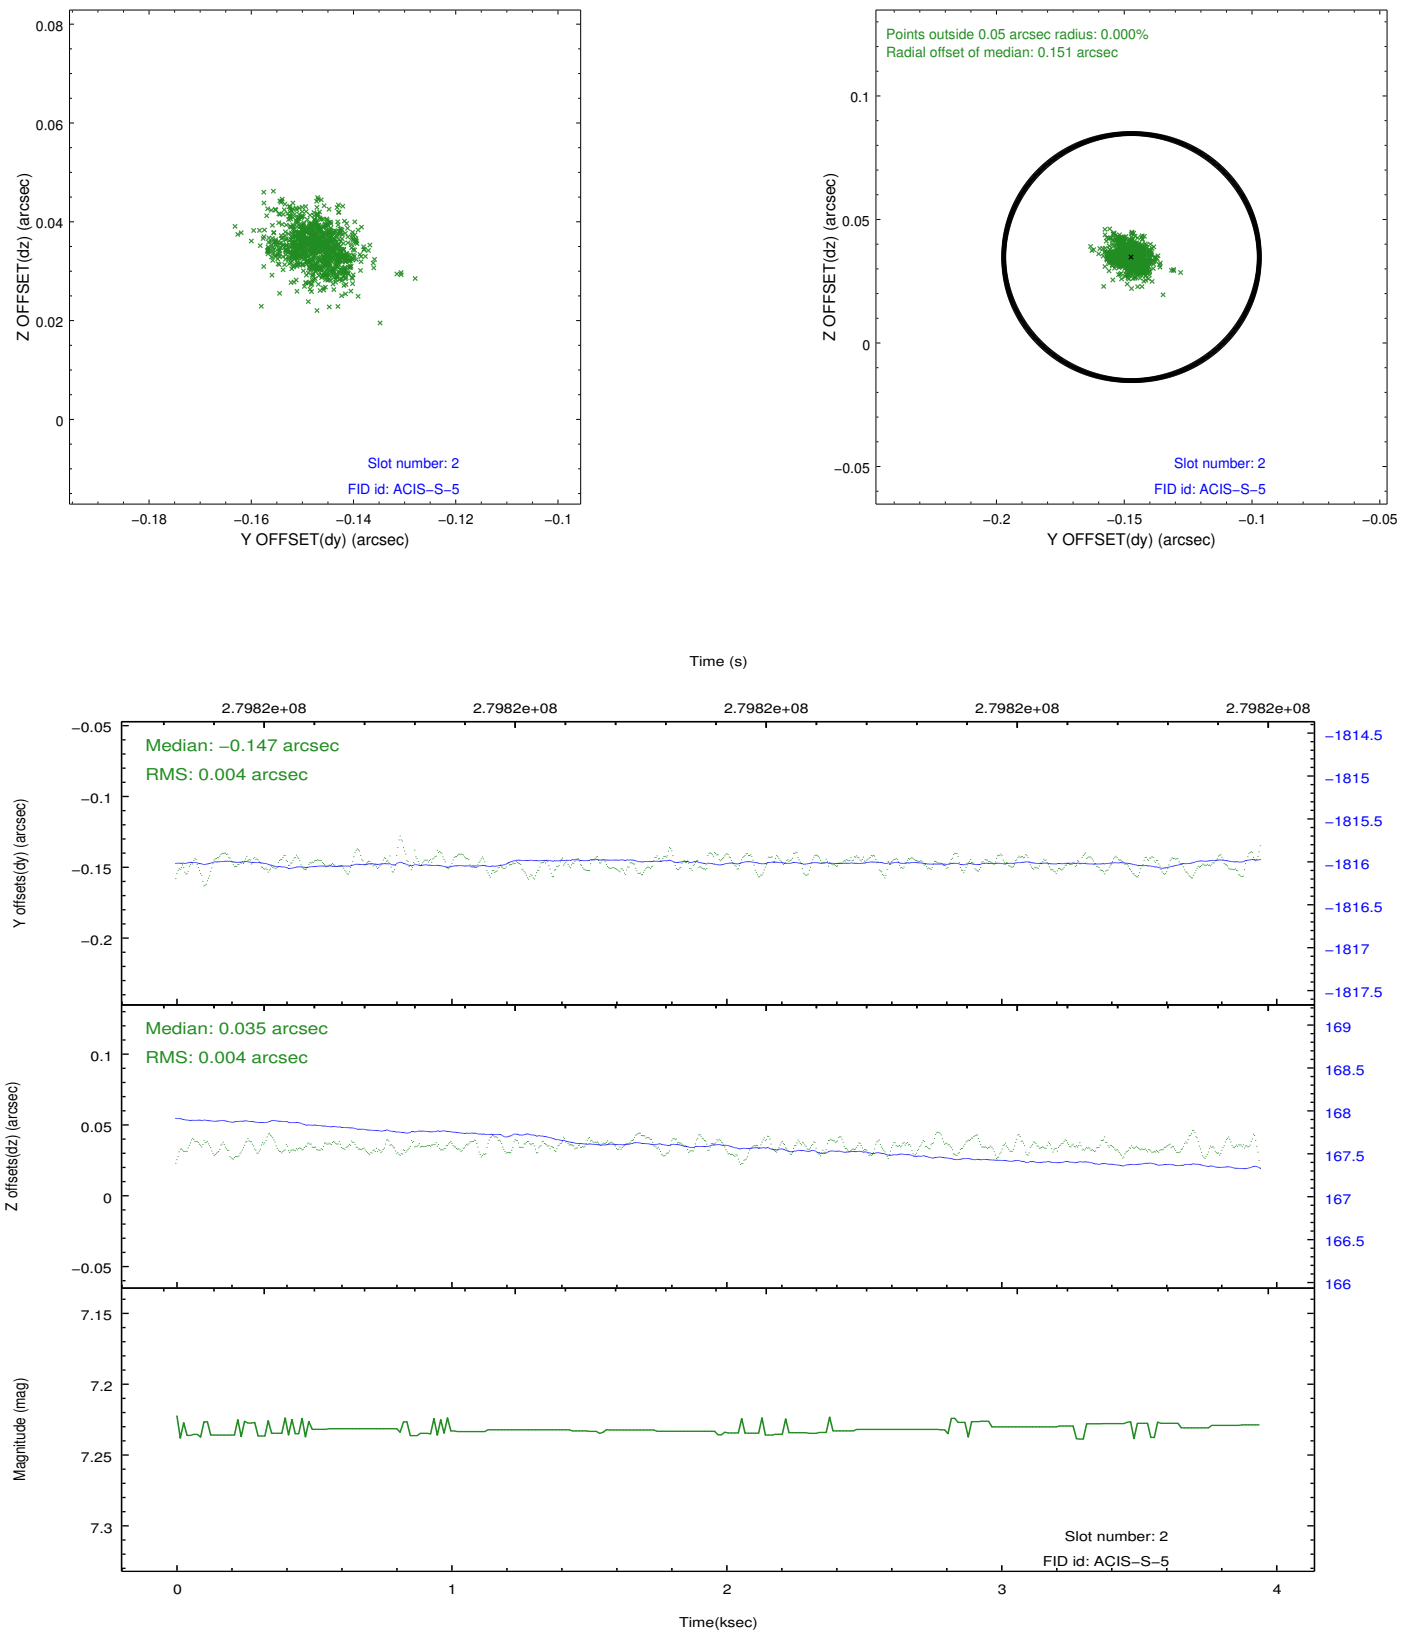 0.08
0.06
0.04
0.02
0
Z OFFSET(dz) (arcsec)
Slot number: 2
FID id: ACIS−S−5
−0.18 −0.16 −0.14 −0.12 −0.1
Y OFFSET(dy) (arcsec)
Points outside 0.05 arcsec radius: 0.000%
Radial offset of median: 0.151 arcsec
0.1
0.05
0
−0.05
Z OFFSET(dz) (arcsec)
Slot number: 2
FID id: ACIS−S−5
−0.2 −0.15 −0.1 −0.05
Y OFFSET(dy) (arcsec)
Time (s)
2.7982e+08 2.7982e+08 2.7982e+08 2.7982e+08 2.7982e+08
−0.05
−0.1
−0.15
−0.2
Y offsets(dy) (arcsec)
Median: −0.147 arcsec
RMS: 0.004 arcsec
−1814.5
−1815
−1815.5
−1816
−1816.5
−1817
−1817.5
0.1
0.05
0
−0.05
Z offsets(dz) (arcsec)
Median: 0.035 arcsec
RMS: 0.004 arcsec
169
168.5
168
167.5
167
166.5
166
7.15
7.2
7.25
7.3
Magnitude (mag)
Slot number: 2
FID id: ACIS−S−5
0 1 2 3 4
Time(ksec)